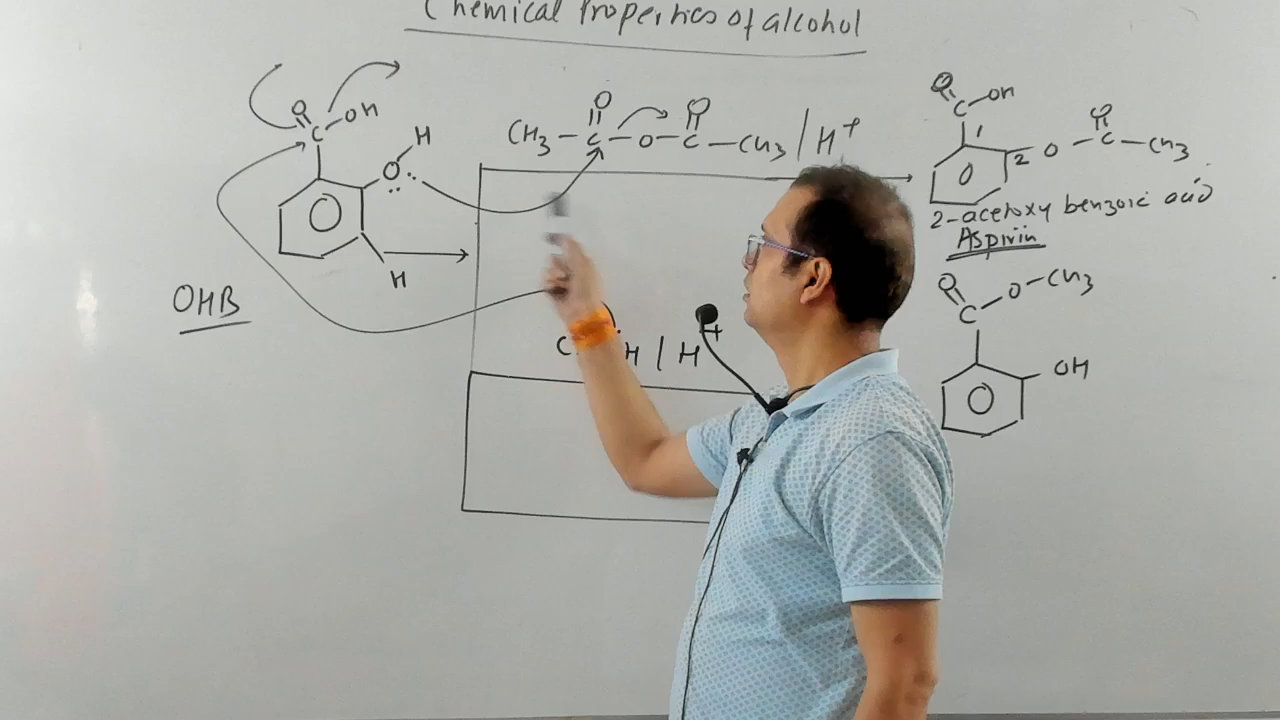 Chemical Properties of alcohol
O
C
OH
O
H
H
OHB
CH3 - C - O - C - CH3 / H+
O
O
H / H+
O
C
OH
1
2
O - C - CH3
O
2-acetoxy benzoic acid
Aspirin
O
C
O - CH3
OH